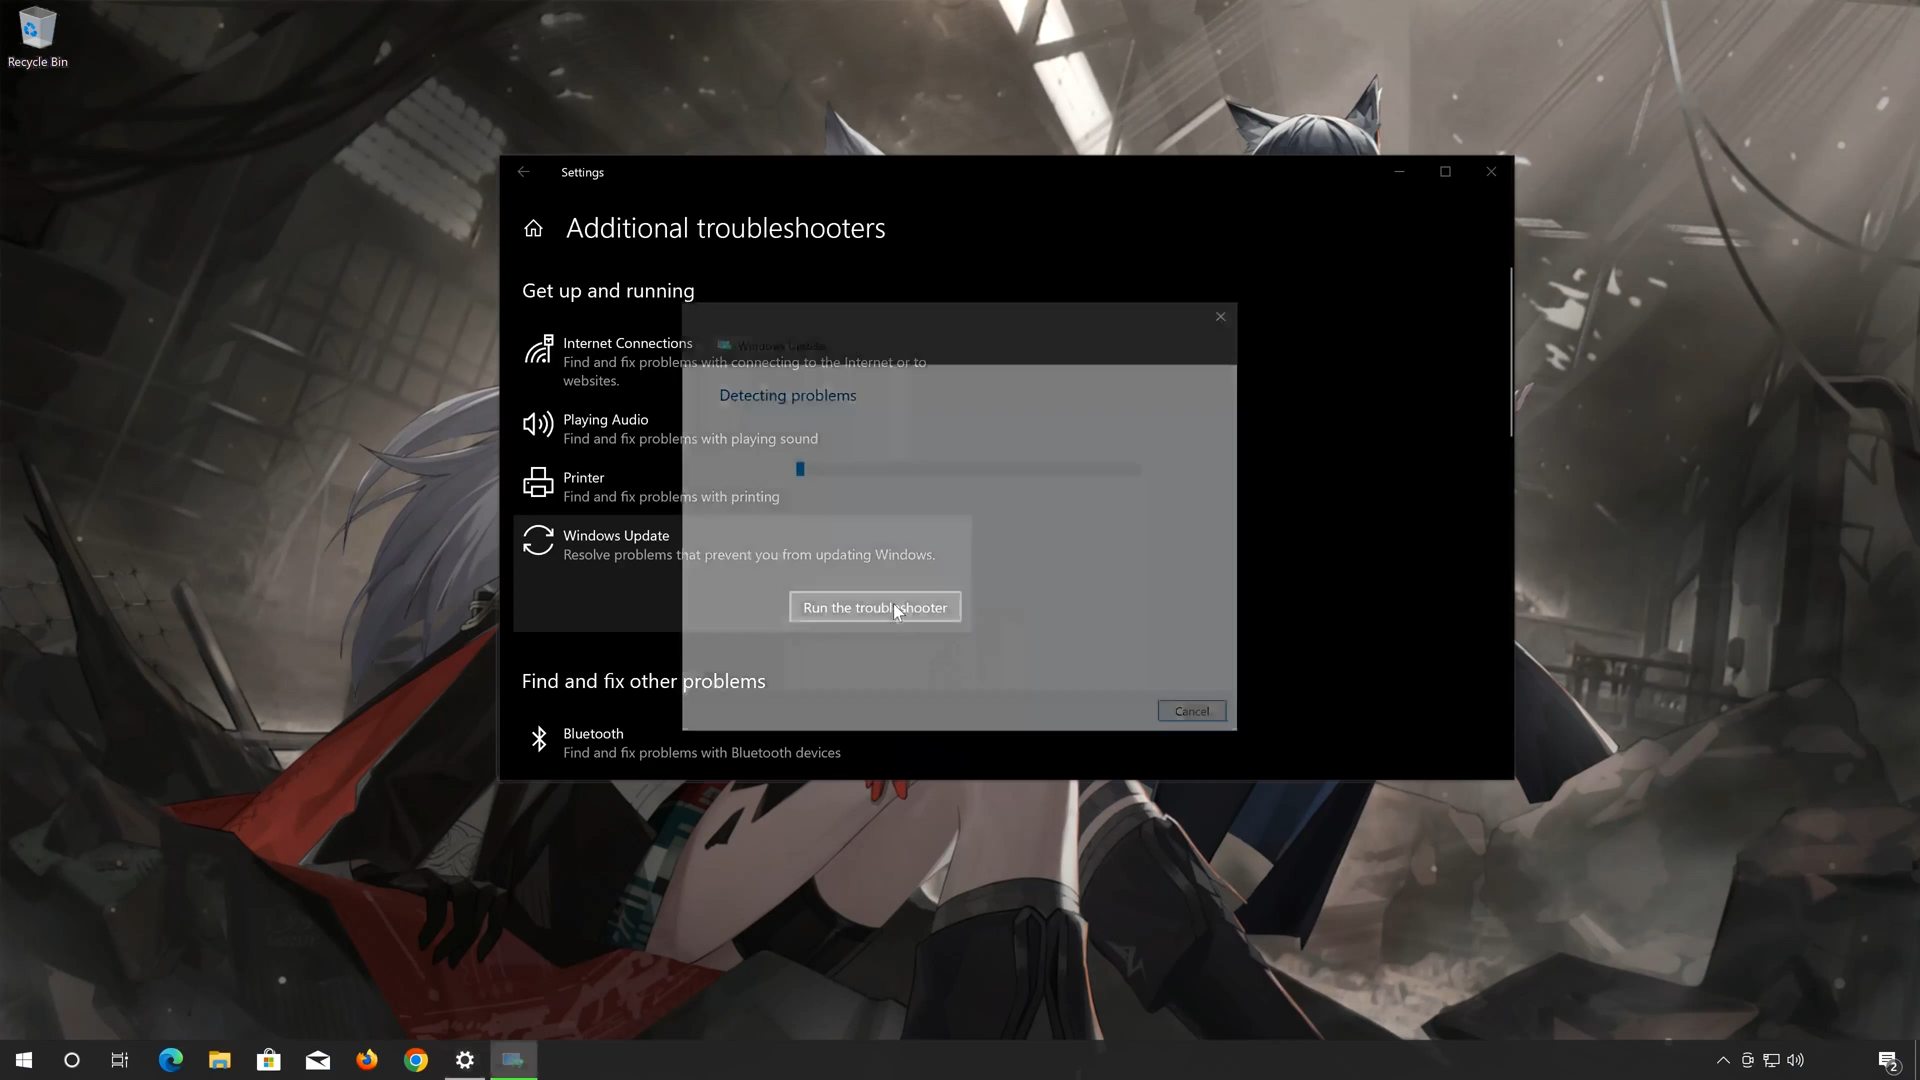 Recycle Bin
Settings
Additional troubleshooters
Get up and running
Internet Connections
Find and fix problems with connecting to the Internet or to
websites.
Playing Audio
Find and fix problems with playing sound
Printer
Find and fix problems with printing
Windows Update
Resolve problems that prevent you from updating Windows.
Run the troubleshooter
Find and fix other problems
Bluetooth
Find and fix problems with Bluetooth devices
Windows Update
Detecting problems
Cancel
2